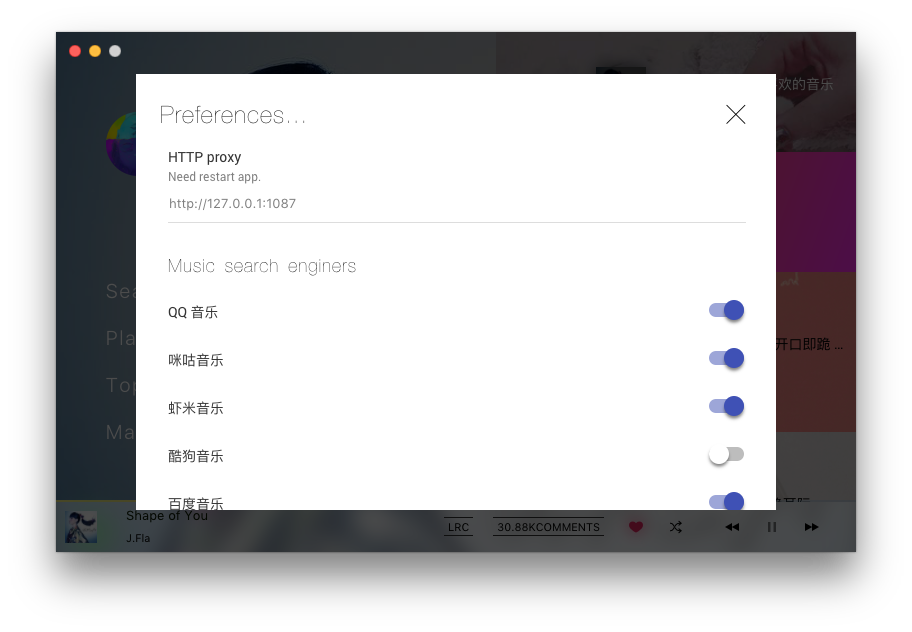 欢的音乐
Preferences...
HTTP proxy
Need restart app.
http://127.0.0.1:1087
Music search enginers
QQ 音乐
咪咕音乐
虾米音乐
酷狗音乐
百度音乐
Sea
Pla
Top
Ma
开口即跪 ...
Shape of You
J.Fla
LRC
30.88KCOMMENTS